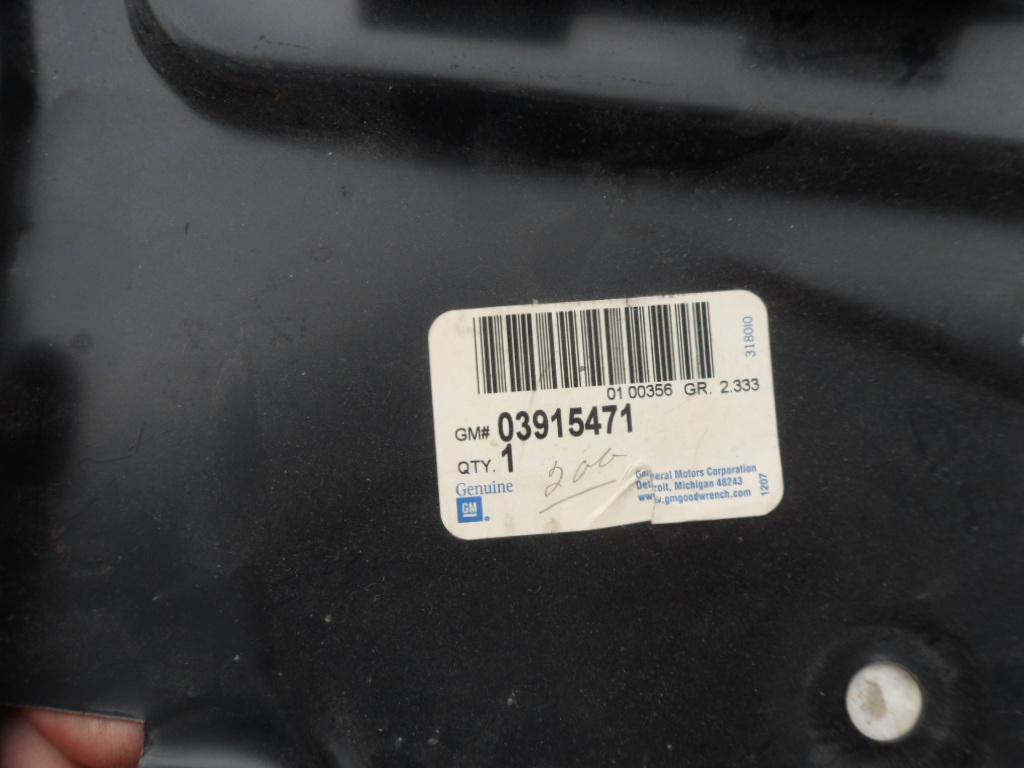 01 00356 GR. 2.333
318010
GM# 03915471
QTY. 1
200
Genuine
GM
General Motors Corporation
Detroit, Michigan 48243
www.gmgoodwrench.com
1207